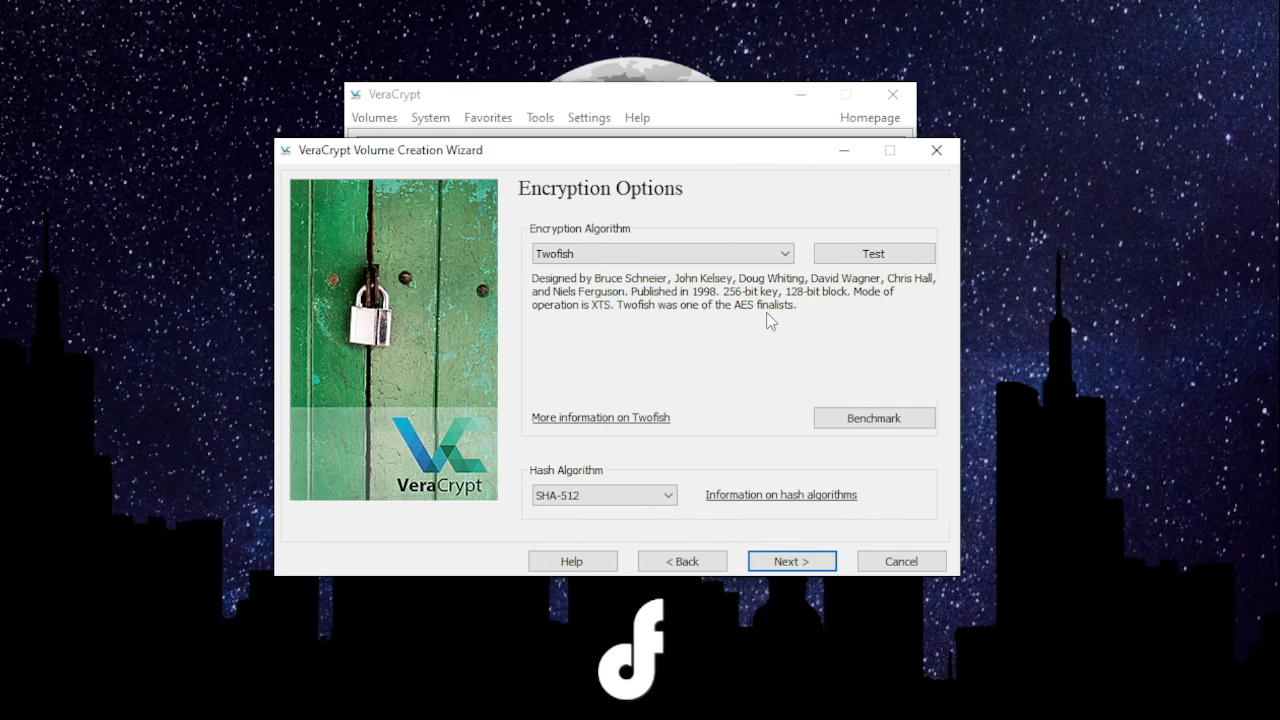 VeraCrypt
Volumes System Favorites Tools Settings Help Homepage
VeraCrypt Volume Creation Wizard
Encryption Options
Encryption Algorithm
Twofish Test
Designed by Bruce Schneier, John Kelsey, Doug Whiting, David Wagner, Chris Hall,
and Niels Ferguson. Published in 1998. 256-bit key, 128-bit block. Mode of
operation is XTS. Twofish was one of the AES finalists.
More information on Twofish Benchmark
VeraCrypt
Hash Algorithm
SHA-512 Information on hash algorithms
Help < Back Next > Cancel